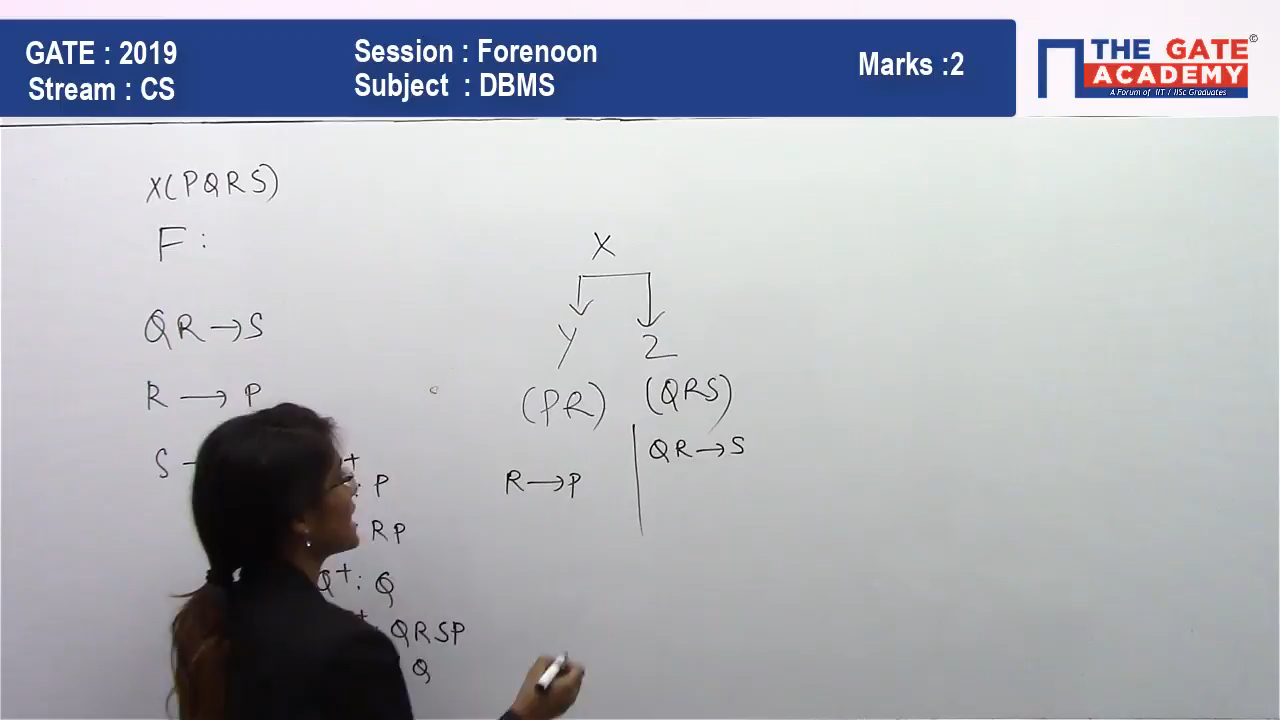 GATE : 2019
Stream : CS
Session : Forenoon
Subject : DBMS
Marks :2
THE GATE
ACADEMY
©
A Forum of IIT / IISc Graduates
X(PQRS)
F :
QR → S
R → P
S
+
: P
RP
Q+ : Q
+ : QRSP
Q
X
Y Z
(PR) (QRS)
R → P
QR → S